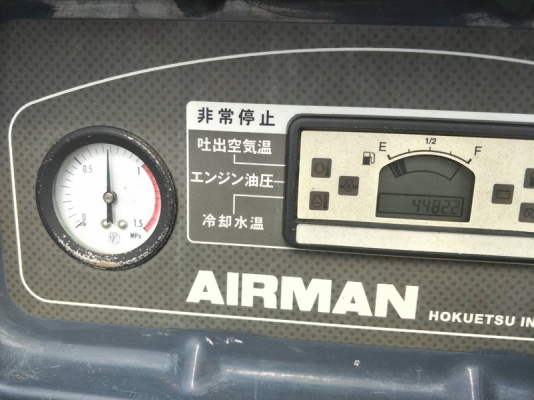 非常停止
吐出空気温
エンジン油圧
冷却水温
E 1/2 F
44822
0 0.5 1 1.5
MPa
AIRMAN
HOKUETSU IN